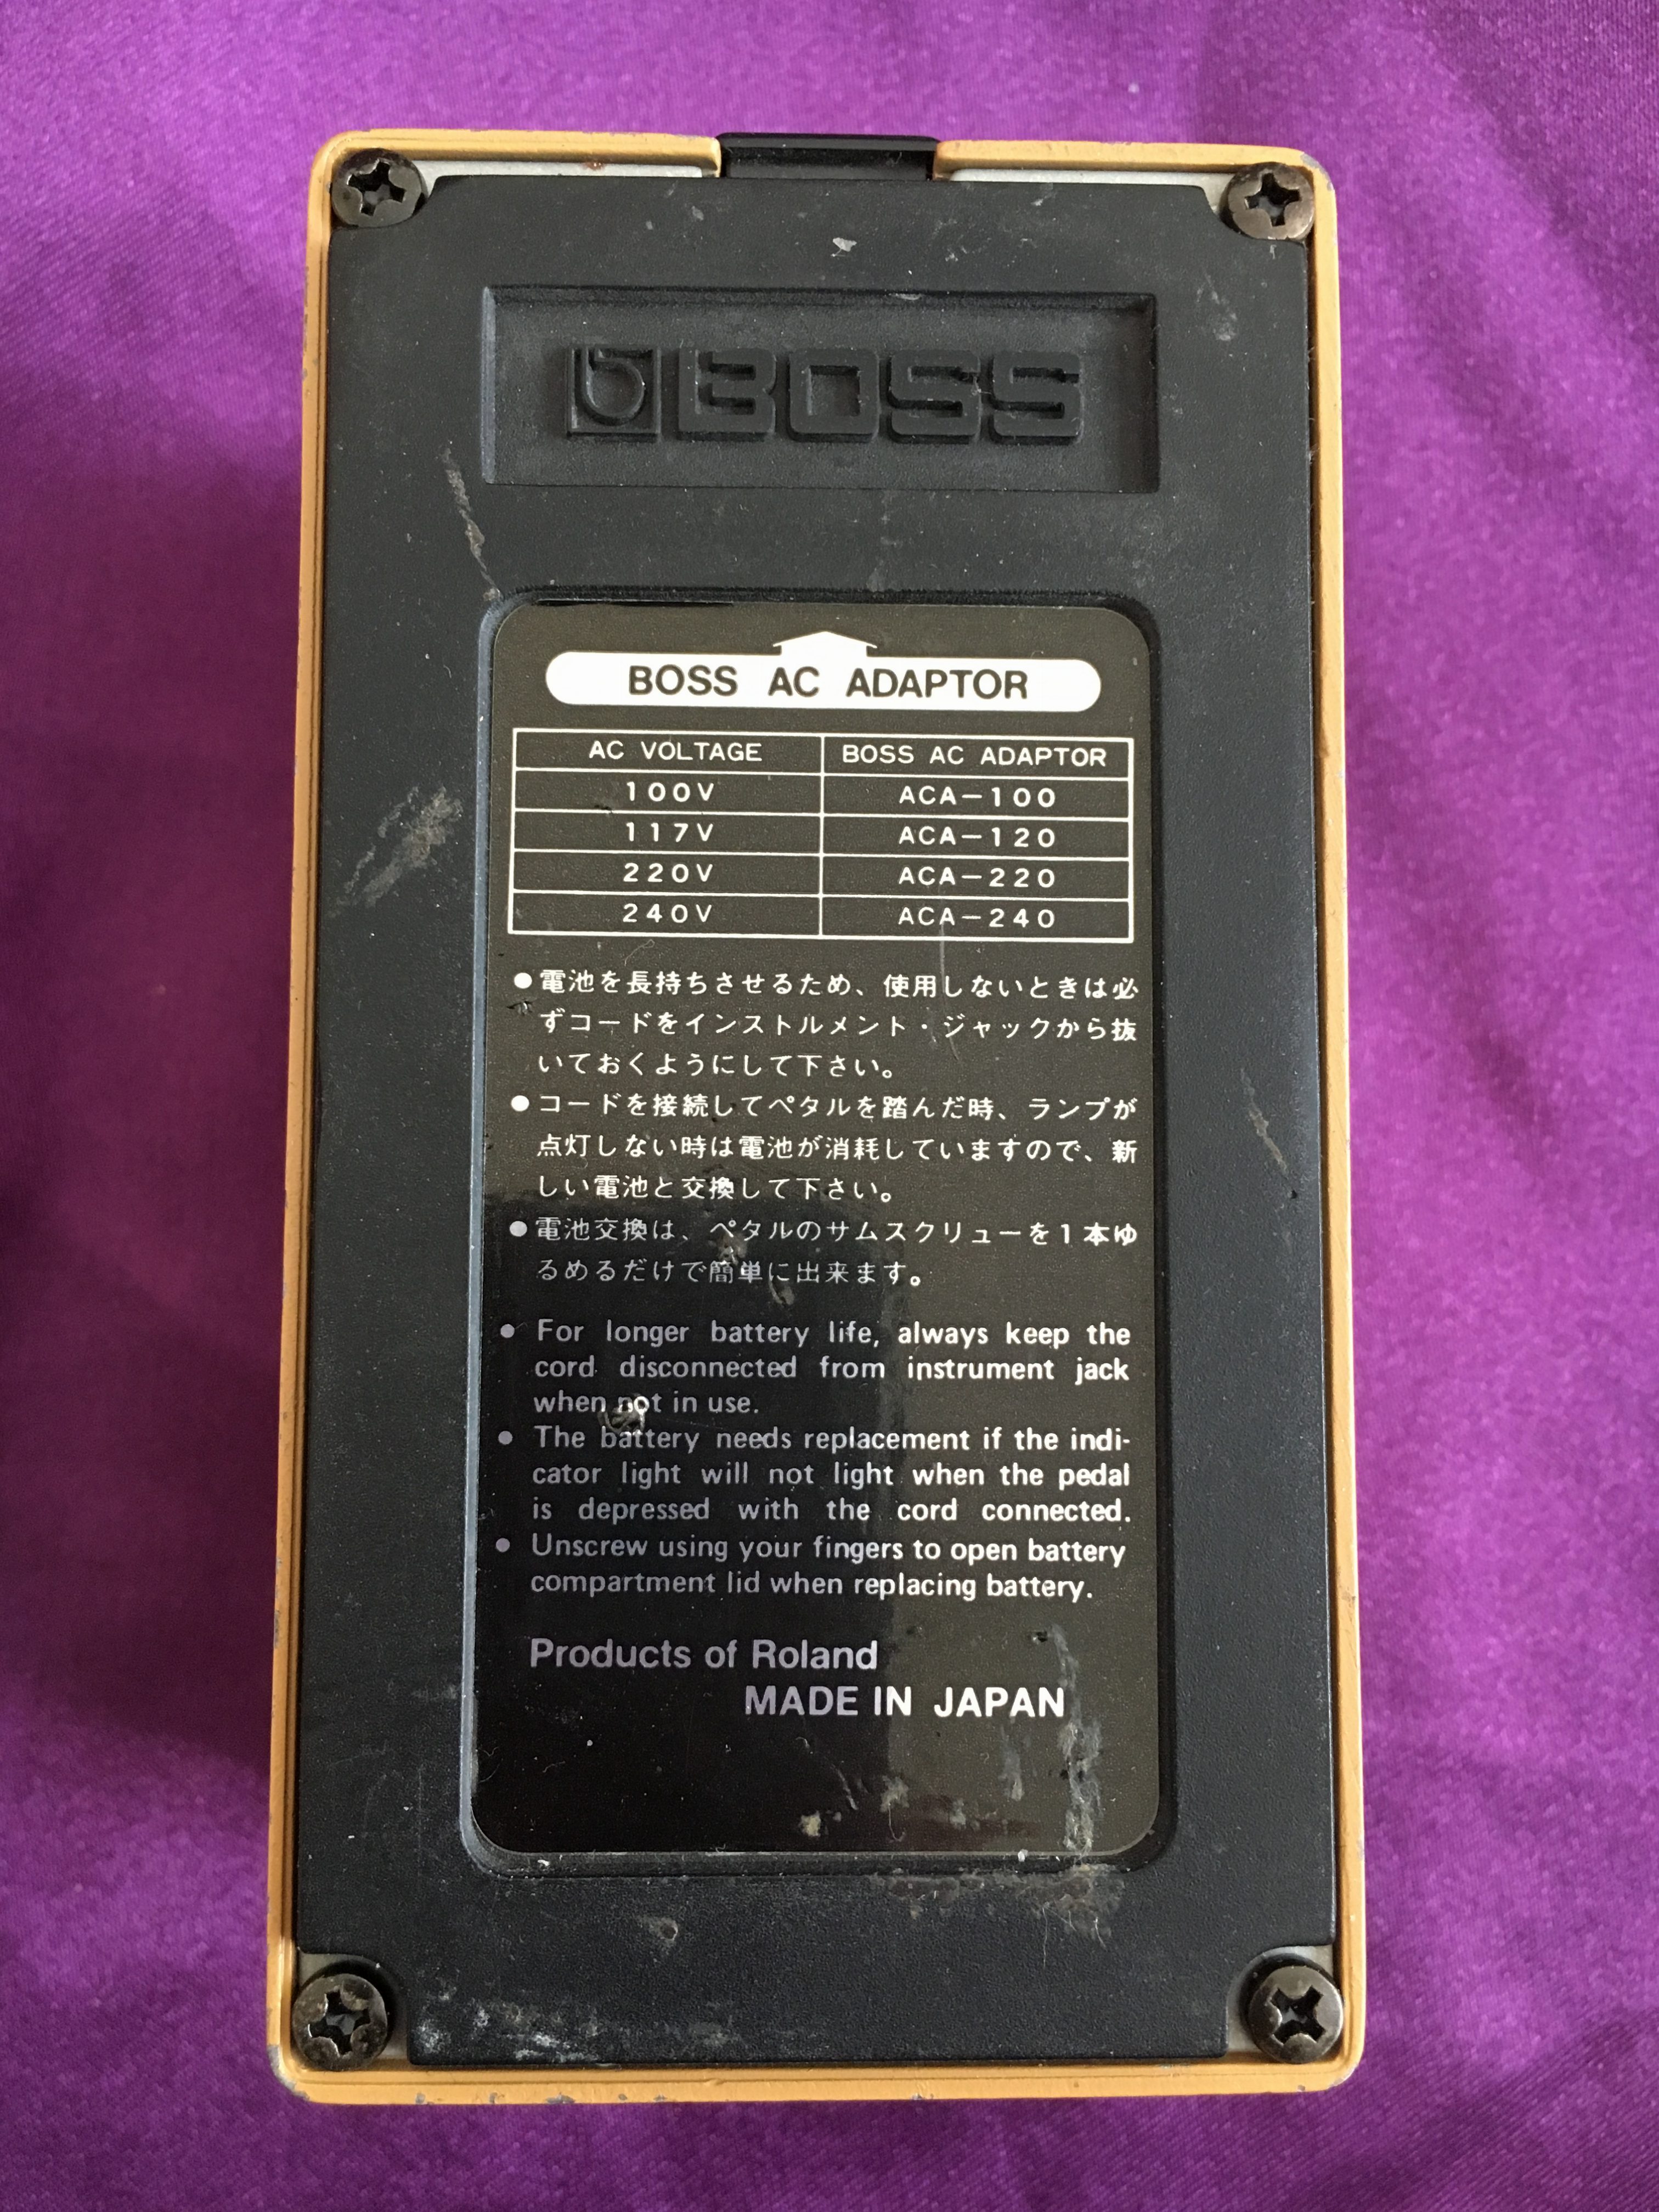 BOSS
BOSS AC ADAPTOR
AC VOLTAGE BOSS AC ADAPTOR
100V ACA-100
117V ACA-120
220V ACA-220
240V ACA-240
●電池を長持ちさせるため、使用しないときは必
ずコードをインストルメント・ジャックから抜
いておくようにして下さい。
●コードを接続してペタルを踏んだ時、ランプが
点灯しない時は電池が消耗していますので、新
しい電池と交換して下さい。
●電池交換は、ペタルのサムスクリューを1本ゆ
るめるだけで簡単に出来ます。
● For longer battery life, always keep the
cord disconnected from instrument jack
when not in use.
● The battery needs replacement if the indi-
cator light will not light when the pedal
is depressed with the cord connected.
● Unscrew using your fingers to open battery
compartment lid when replacing battery.
Products of Roland
MADE IN JAPAN